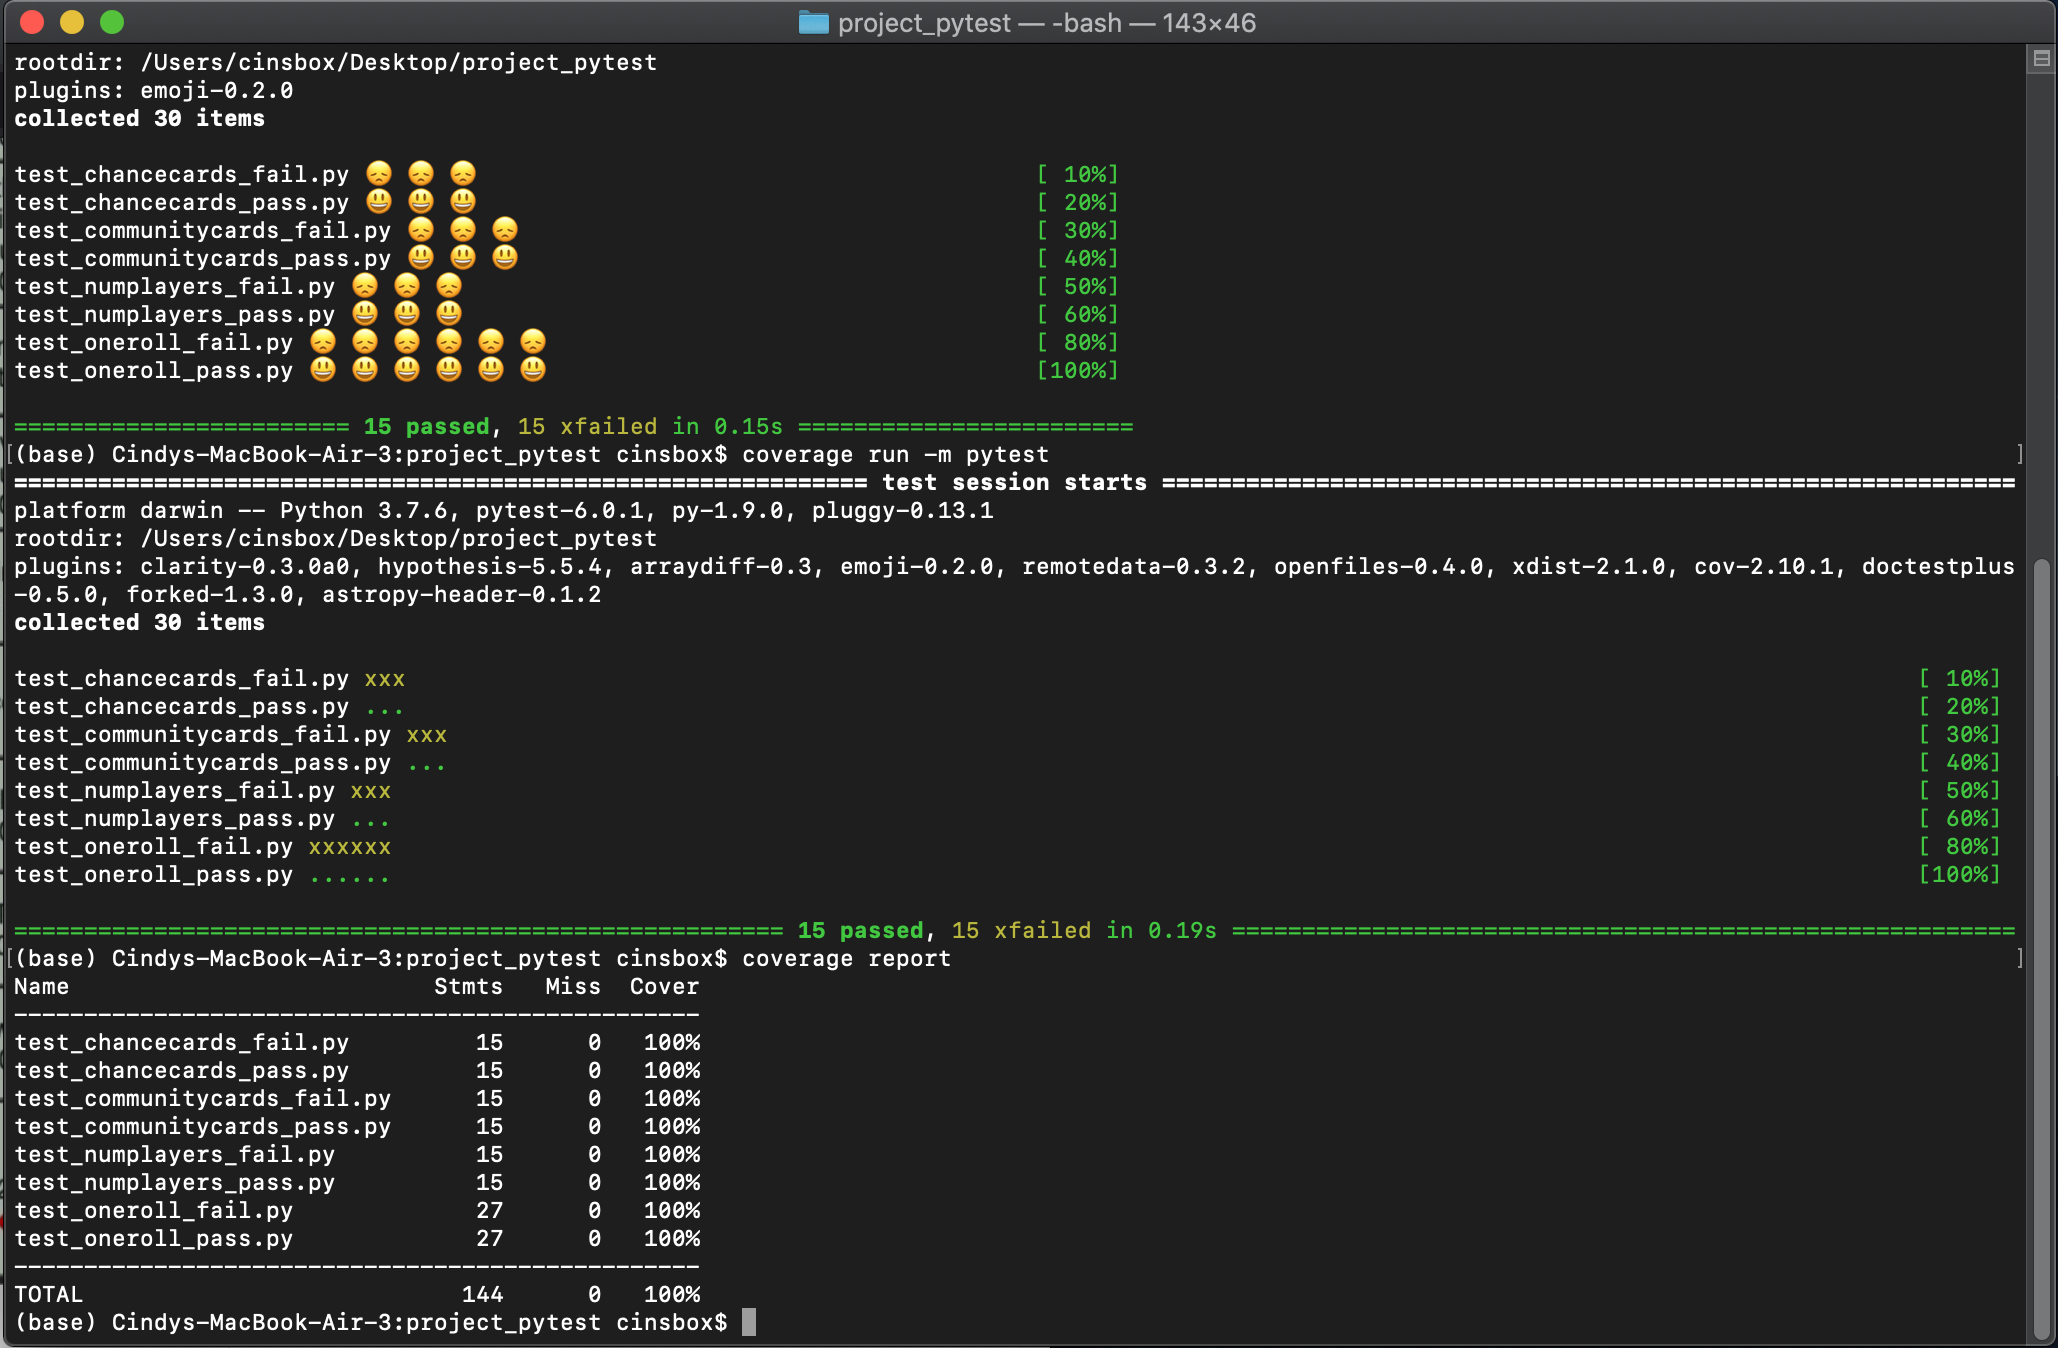 project_pytest — -bash — 143×46
rootdir: /Users/cinsbox/Desktop/project_pytest
plugins: emoji-0.2.0
collected 30 items
test_chancecards_fail.py 😞 😞 😞 [ 10%]
test_chancecards_pass.py 😃 😃 😃 [ 20%]
test_communitycards_fail.py 😞 😞 😞 [ 30%]
test_communitycards_pass.py 😃 😃 😃 [ 40%]
test_numplayers_fail.py 😞 😞 😞 [ 50%]
test_numplayers_pass.py 😃 😃 😃 [ 60%]
test_oneroll_fail.py 😞 😞 😞 😞 😞 😞 [ 80%]
test_oneroll_pass.py 😃 😃 😃 😃 😃 😃 [100%]
======================== 15 passed, 15 xfailed in 0.15s ========================
[(base) Cindys-MacBook-Air-3:project_pytest cinsbox$ coverage run -m pytest ]
============================================================= test session starts =============================================================
platform darwin -- Python 3.7.6, pytest-6.0.1, py-1.9.0, pluggy-0.13.1
rootdir: /Users/cinsbox/Desktop/project_pytest
plugins: clarity-0.3.0a0, hypothesis-5.5.4, arraydiff-0.3, emoji-0.2.0, remotedata-0.3.2, openfiles-0.4.0, xdist-2.1.0, cov-2.10.1, doctestplus
-0.5.0, forked-1.3.0, astropy-header-0.1.2
collected 30 items
test_chancecards_fail.py xxx [ 10%]
test_chancecards_pass.py ... [ 20%]
test_communitycards_fail.py xxx [ 30%]
test_communitycards_pass.py ... [ 40%]
test_numplayers_fail.py xxx [ 50%]
test_numplayers_pass.py ... [ 60%]
test_oneroll_fail.py xxxxxx [ 80%]
test_oneroll_pass.py ...... [100%]
======================================================= 15 passed, 15 xfailed in 0.19s ========================================================
[(base) Cindys-MacBook-Air-3:project_pytest cinsbox$ coverage report ]
Name Stmts Miss Cover
-------------------------------------------------
test_chancecards_fail.py 15 0 100%
test_chancecards_pass.py 15 0 100%
test_communitycards_fail.py 15 0 100%
test_communitycards_pass.py 15 0 100%
test_numplayers_fail.py 15 0 100%
test_numplayers_pass.py 15 0 100%
test_oneroll_fail.py 27 0 100%
test_oneroll_pass.py 27 0 100%
-------------------------------------------------
TOTAL 144 0 100%
(base) Cindys-MacBook-Air-3:project_pytest cinsbox$